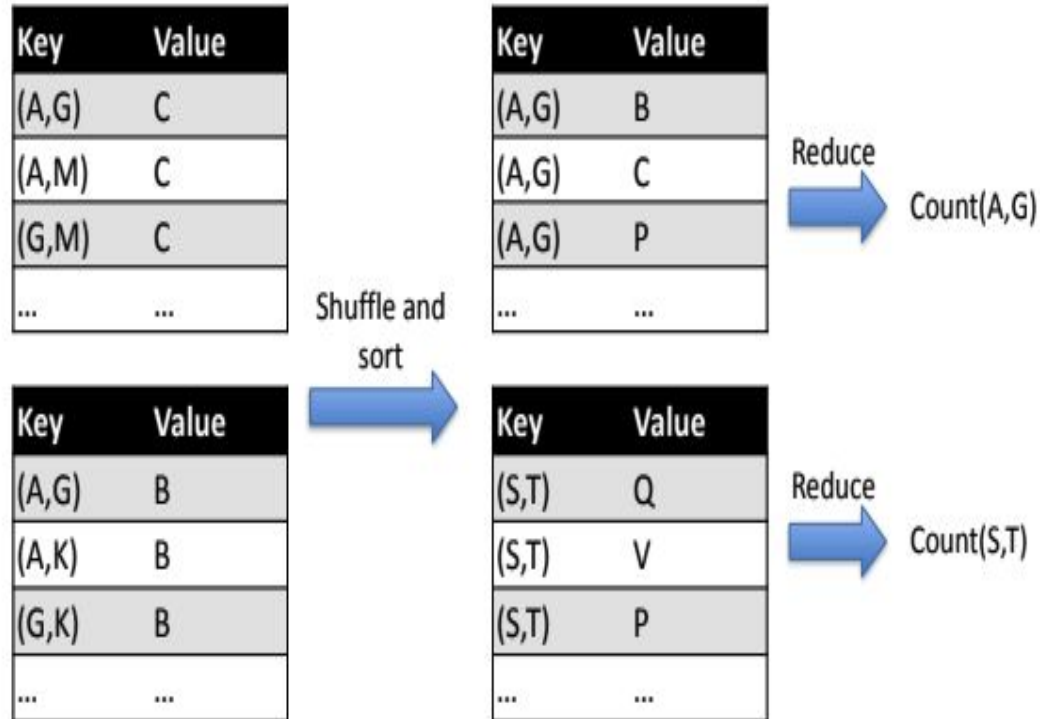 Key Value
(A,G) C
(A,M) C
(G,M) C
... ...
Key Value
(A,G) B
(A,K) B
(G,K) B
... ...
Shuffle and
sort
Key Value
(A,G) B
(A,G) C
(A,G) P
... ...
Reduce
Count(A,G)
Key Value
(S,T) Q
(S,T) V
(S,T) P
... ...
Reduce
Count(S,T)